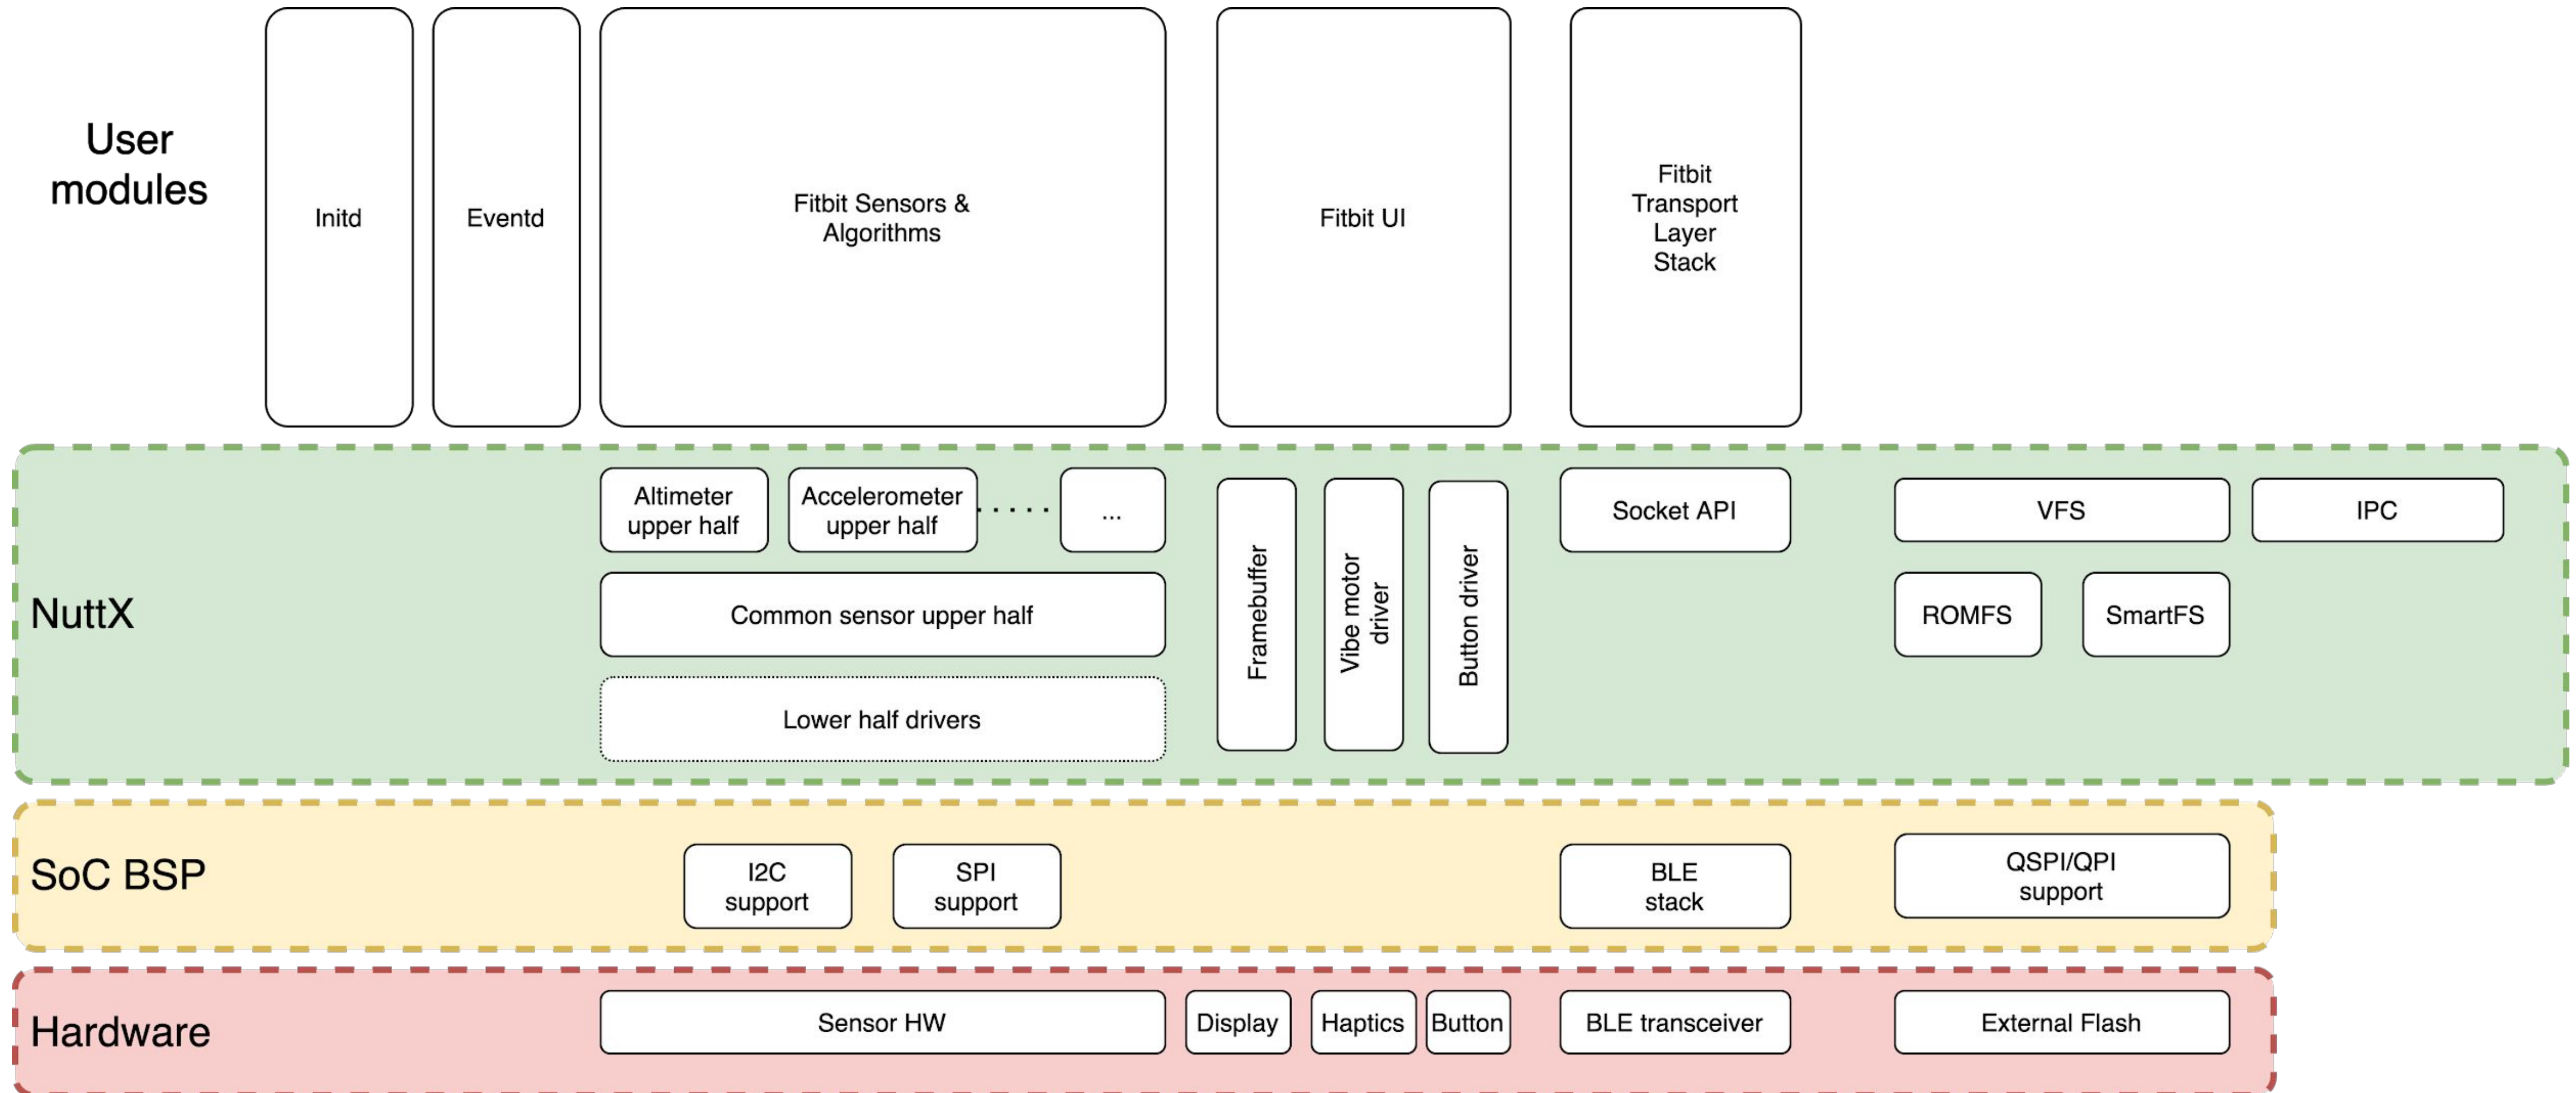 User
modules
Initd
Eventd
Fitbit Sensors &
Algorithms
Fitbit UI
Fitbit
Transport
Layer
Stack
NuttX
Altimeter
upper half
Accelerometer
upper half
...
Common sensor upper half
Lower half drivers
Framebuffer
Vibe motor
driver
Button driver
Socket API
VFS
IPC
ROMFS
SmartFS
SoC BSP
I2C
support
SPI
support
BLE
stack
QSPI/QPI
support
Hardware
Sensor HW
Display
Haptics
Button
BLE transceiver
External Flash